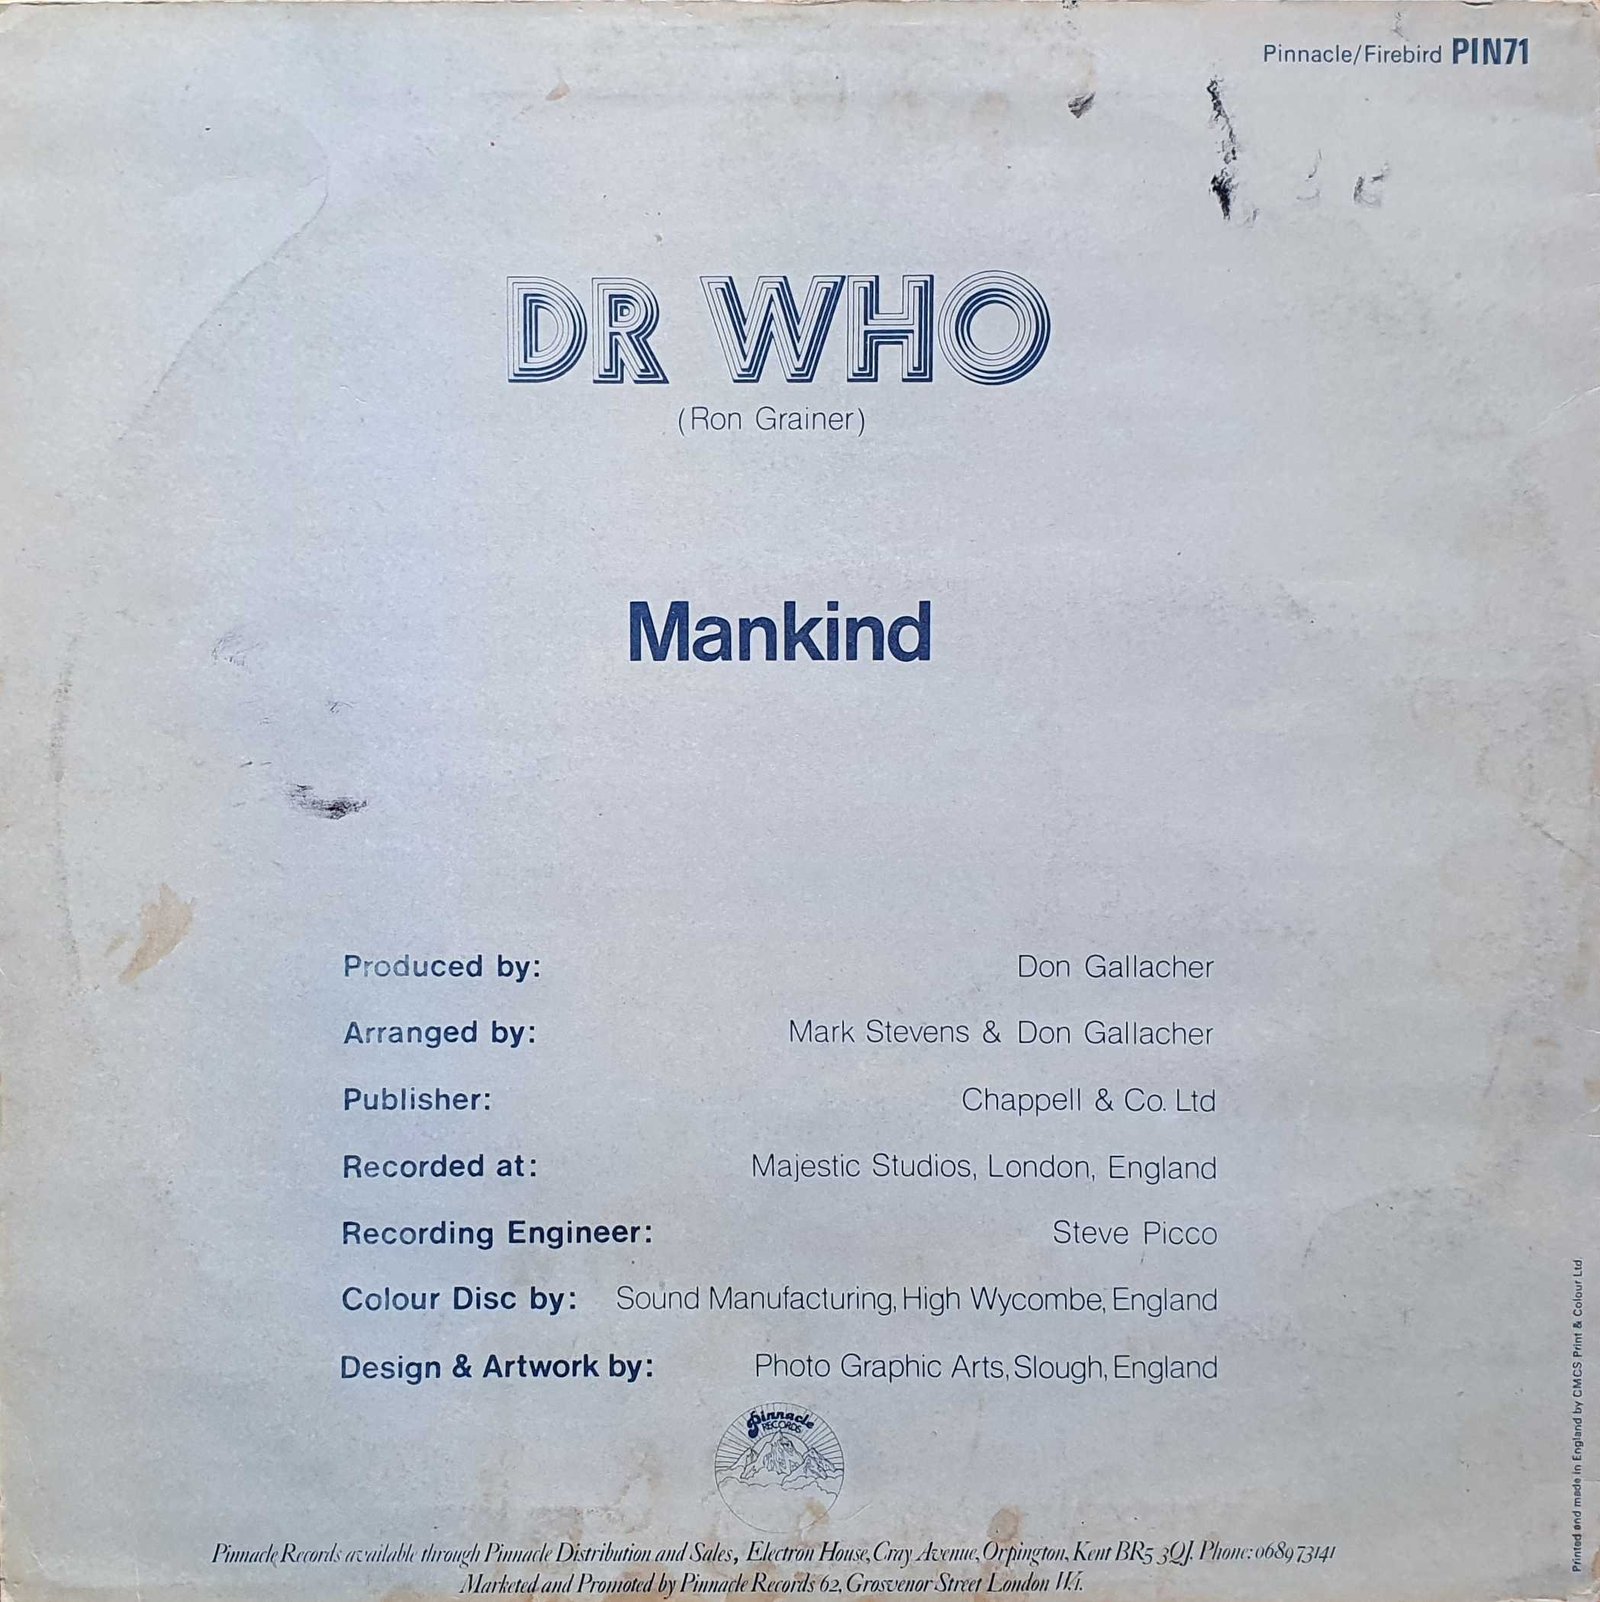 Pinnacle/Firebird PIN71
DR WHO
(Ron Grainer)
Mankind
Produced by: Don Gallacher
Arranged by: Mark Stevens & Don Gallacher
Publisher: Chappell & Co. Ltd
Recorded at: Majestic Studios, London, England
Recording Engineer: Steve Picco
Colour Disc by: Sound Manufacturing, High Wycombe, England
Design & Artwork by: Photo Graphic Arts, Slough, England
Pinnacle
RECORDS
Pinnacle Records available through Pinnacle Distribution and Sales, Electron House, Cray Avenue, Orpington, Kent BR5 3QJ. Phone: 0689 73141
Marketed and Promoted by Pinnacle Records 62, Grosvenor Street London W1.
Printed and made in England by CMCS Print & Colour Ltd